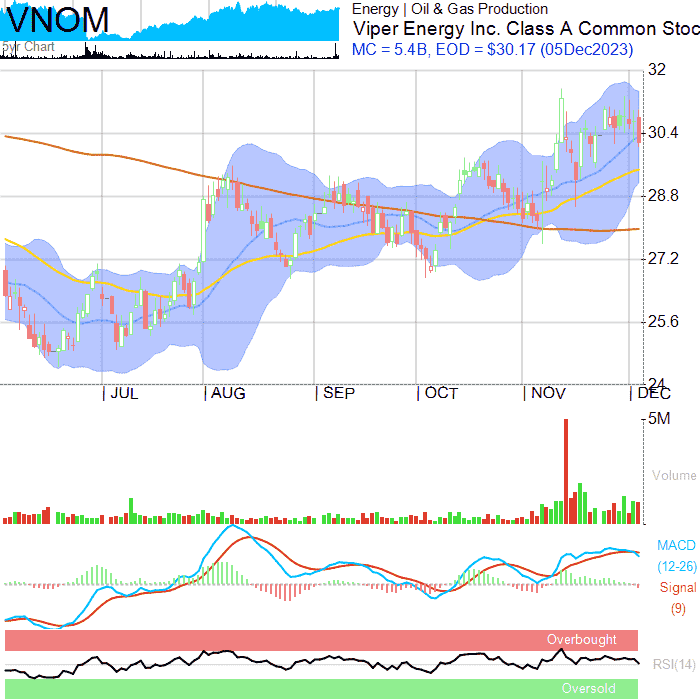 VNOM
5yr Chart
Energy | Oil & Gas Production
Viper Energy Inc. Class A Common Stoc
MC = 5.4B, EOD = $30.17 (05Dec2023)
32
30.4
28.8
27.2
25.6
24
JUL AUG SEP OCT NOV DEC
5M
Volume
MACD
(12-26)
Signal
(9)
Overbought
RSI(14)
Oversold